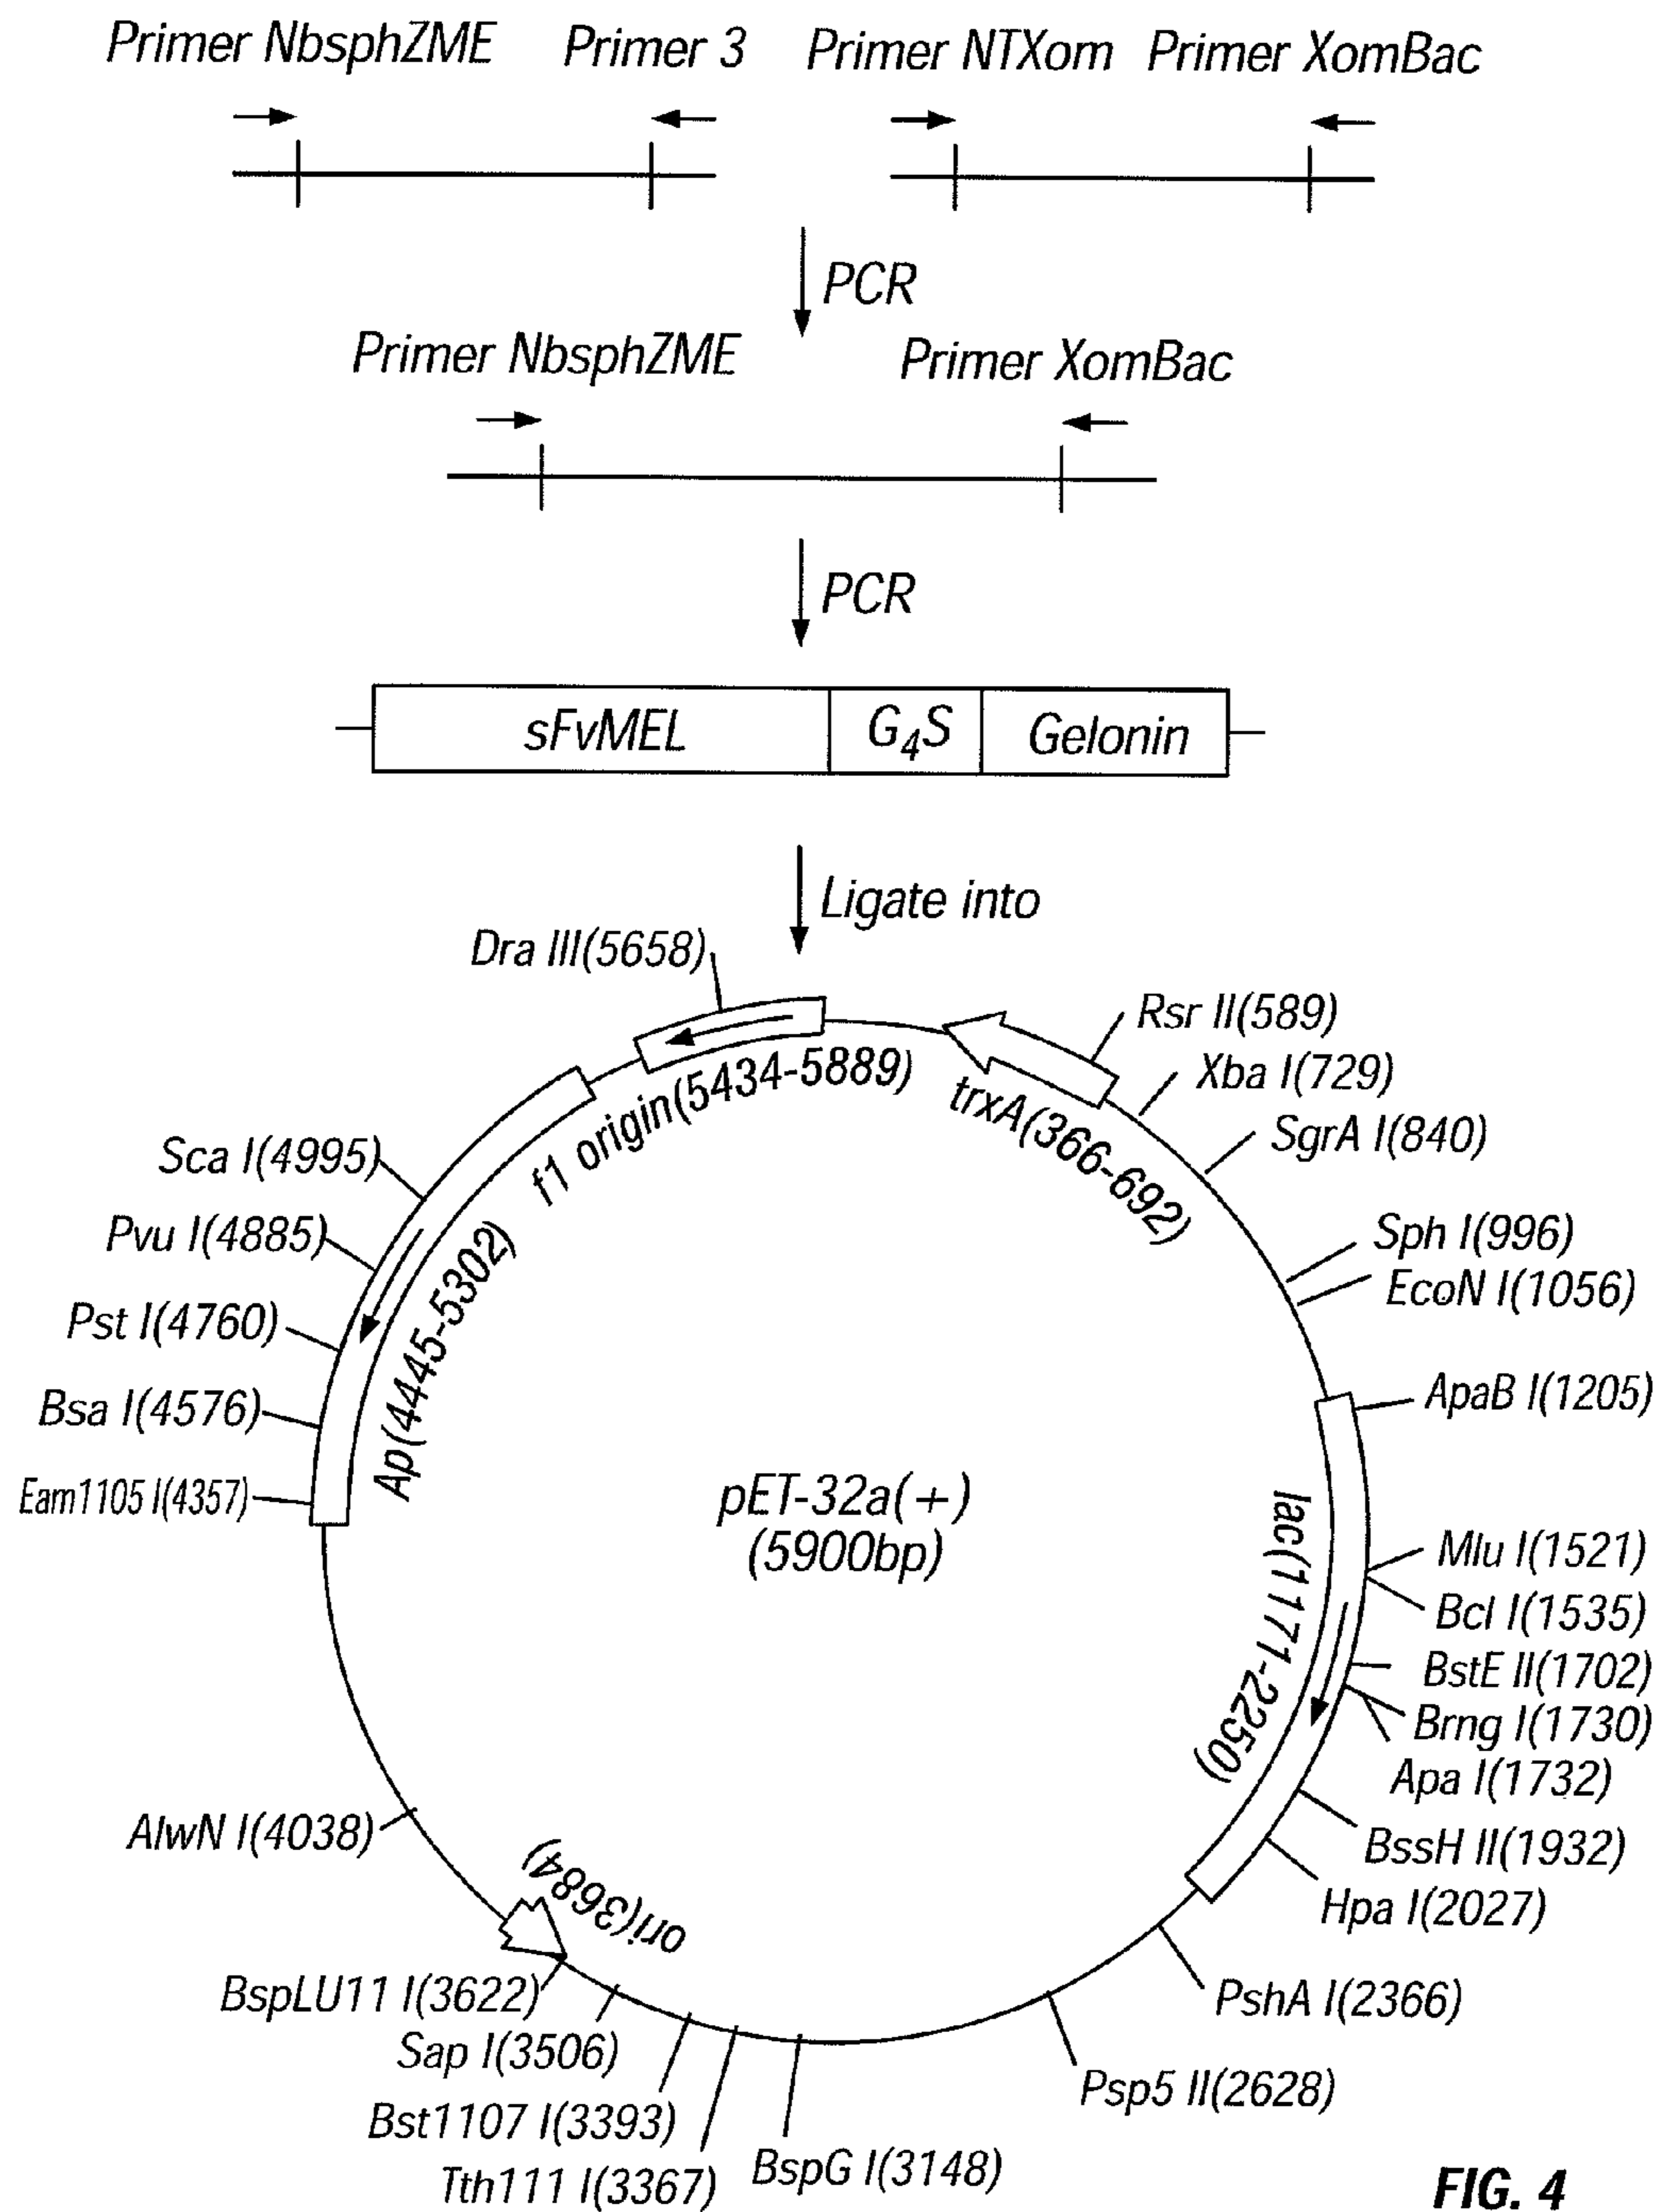 Primer NbsphZME Primer 3 Primer NTXom Primer XomBac
PCR
Primer NbsphZME Primer XomBac
PCR
sFvMEL G₄S Gelonin
Ligate into
Dra III(5658)
Rsr II(589)
Xba I(729)
f1 origin(5434-5889)
trxA(366-692)
SgrA I(840)
Sca I(4995)
Pvu I(4885)
Sph I(996)
EcoN I(1056)
Pst I(4760)
Ap(4445-5302)
Bsa I(4576)
ApaB I(1205)
Eam1105 I(4357)
pET-32a(+)
(5900bp)
lac(1171-2250)
Mlu I(1521)
Bcl I(1535)
BstE II(1702)
Brng I(1730)
Apa I(1732)
AlwN I(4038)
BssH II(1932)
ori(3684)
Hpa I(2027)
BspLU11 I(3622)
PshA I(2366)
Sap I(3506)
Psp5 II(2628)
Bst1107 I(3393)
Tth111 I(3367)
BspG I(3148)
FIG. 4